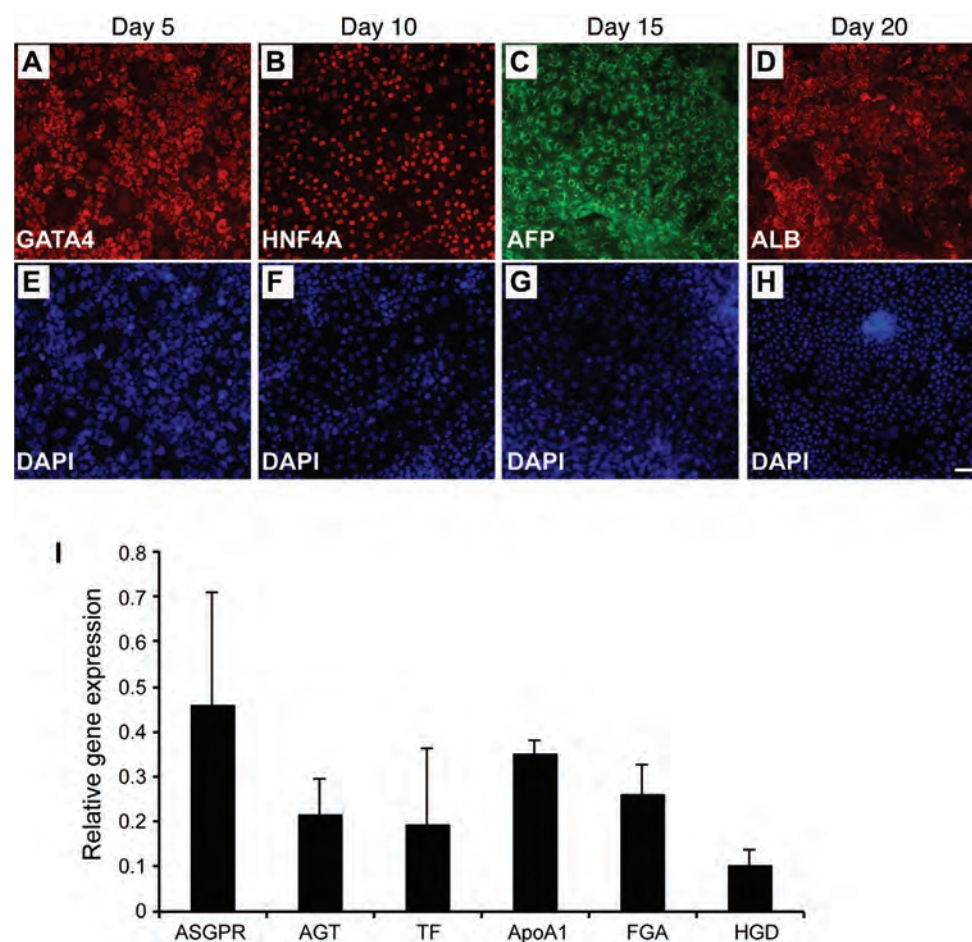 Day 5 Day 10 Day 15 Day 20
A B C D
GATA4 HNF4A AFP ALB
E F G H
DAPI DAPI DAPI DAPI
I
0.8
0.7
0.6
0.5
0.4
0.3
0.2
0.1
0
Relative gene expression
ASGPR AGT TF ApoA1 FGA HGD